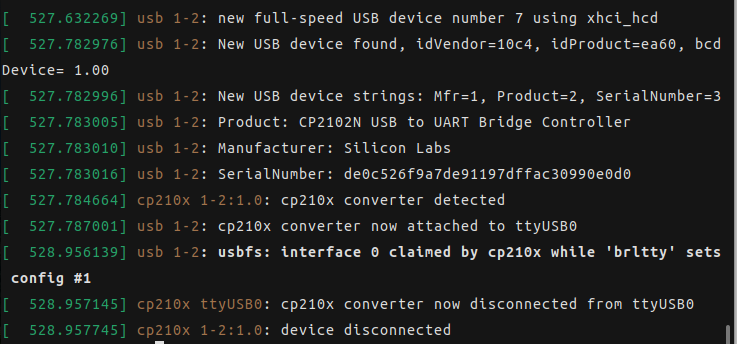 [  527.632269] usb 1-2: new full-speed USB device number 7 using xhci_hcd
[  527.782976] usb 1-2: New USB device found, idVendor=10c4, idProduct=ea60, bcd
Device= 1.00
[  527.782996] usb 1-2: New USB device strings: Mfr=1, Product=2, SerialNumber=3
[  527.783005] usb 1-2: Product: CP2102N USB to UART Bridge Controller
[  527.783010] usb 1-2: Manufacturer: Silicon Labs
[  527.783016] usb 1-2: SerialNumber: de0c526f9a7de91197dffac30990e0d0
[  527.784664] cp210x 1-2:1.0: cp210x converter detected
[  527.787001] usb 1-2: cp210x converter now attached to ttyUSB0
[  528.956139] usb 1-2: usbfs: interface 0 claimed by cp210x while 'brltty' sets
 config #1
[  528.957145] cp210x ttyUSB0: cp210x converter now disconnected from ttyUSB0
[  528.957745] cp210x 1-2:1.0: device disconnected